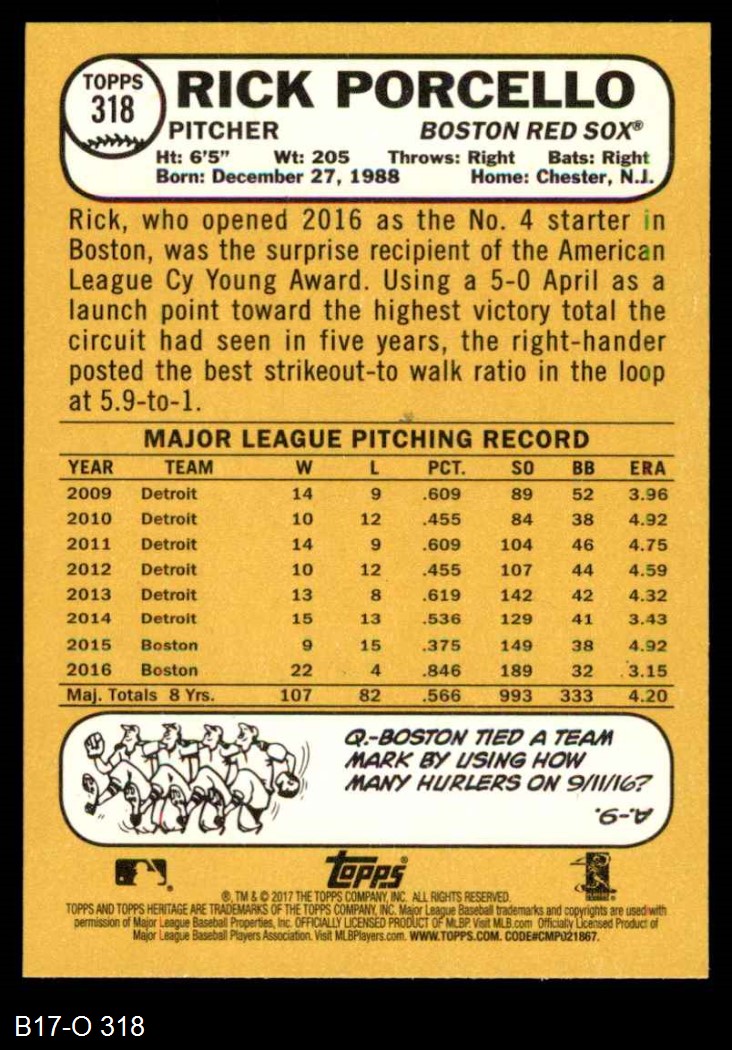 TOPPS
318
RICK PORCELLO
PITCHER BOSTON RED SOX®
Ht: 6'5" Wt: 205 Throws: Right Bats: Right
Born: December 27, 1988 Home: Chester, N.J.
Rick, who opened 2016 as the No. 4 starter in
Boston, was the surprise recipient of the American
League Cy Young Award. Using a 5-0 April as a
launch point toward the highest victory total the
circuit had seen in five years, the right-hander
posted the best strikeout-to walk ratio in the loop
at 5.9-to-1.
MAJOR LEAGUE PITCHING RECORD
YEAR TEAM W L PCT. SO BB ERA
2009 Detroit 14 9 .609 89 52 3.96
2010 Detroit 10 12 .455 84 38 4.92
2011 Detroit 14 9 .609 104 46 4.75
2012 Detroit 10 12 .455 107 44 4.59
2013 Detroit 13 8 .619 142 42 4.32
2014 Detroit 15 13 .536 129 41 3.43
2015 Boston 9 15 .375 149 38 4.92
2016 Boston 22 4 .846 189 32 3.15
Maj. Totals 8 Yrs. 107 82 .566 993 333 4.20
Q.-BOSTON TIED A TEAM
MARK BY USING HOW
MANY HURLERS ON 9/11/16?
A.-9.
Topps®
®, TM & © 2017 THE TOPPS COMPANY, INC. ALL RIGHTS RESERVED.
TOPPS AND TOPPS HERITAGE ARE TRADEMARKS OF THE TOPPS COMPANY, INC. Major League Baseball trademarks and copyrights are used with
permission of Major League Baseball Properties, Inc. OFFICIALLY LICENSED PRODUCT OF MLBP. Visit MLB.com Officially Licensed Product of
Major League Baseball Players Association. Visit MLBPlayers.com. WWW.TOPPS.COM. CODE#CMP021867.
B17-O 318